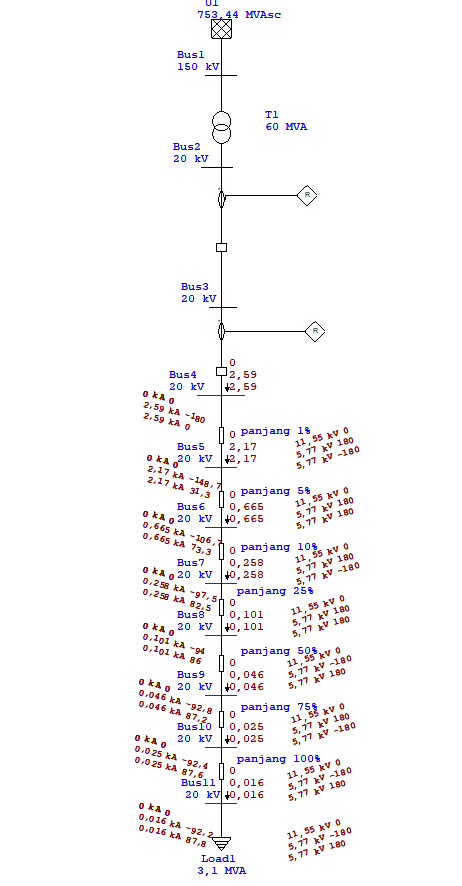 U1
753,44 MVAsc
Bus1
150 kV
T1
60 MVA
Bus2
20 kV
R
Bus3
20 kV
R
0
2,59
2,59
Bus4
20 kV
0 kA 0
2,59 kA -180
2,59 kA 0
panjang 1%
11,55 kV 0
5,77 kV 180
5,77 kV -180
0
2,17
2,17
Bus5
20 kV
0 kA 0
2,17 kA -148,7
2,17 kA 31,3
panjang 5%
11,55 kV 0
5,77 kV 180
5,77 kV 180
0
0,665
0,665
Bus6
20 kV
0 kA 0
0,665 kA -106,7
0,665 kA 73,3
panjang 10%
11,55 kV 0
5,77 kV 180
5,77 kV -180
0
0,258
0,258
Bus7
20 kV
0 kA 0
0,258 kA -97,5
0,258 kA 82,5
panjang 25%
11,55 kV 0
5,77 kV 180
5,77 kV 180
0
0,101
0,101
Bus8
20 kV
0 kA 0
0,101 kA -94
0,101 kA 86
panjang 50%
11,55 kV 0
5,77 kV -180
5,77 kV 180
0
0,046
0,046
Bus9
20 kV
0 kA 0
0,046 kA -92,8
0,046 kA 87,2
panjang 75%
11,55 kV 0
5,77 kV 180
5,77 kV -180
0
0,025
0,025
Bus10
20 kV
0 kA 0
0,025 kA -92,4
0,025 kA 87,6
panjang 100%
11,55 kV 0
5,77 kV -180
5,77 kV 180
0
0,016
0,016
Bus11
20 kV
0 kA 0
0,016 kA -92,2
0,016 kA 87,8
11,55 kV 0
5,77 kV -180
5,77 kV 180
Load1
3,1 MVA